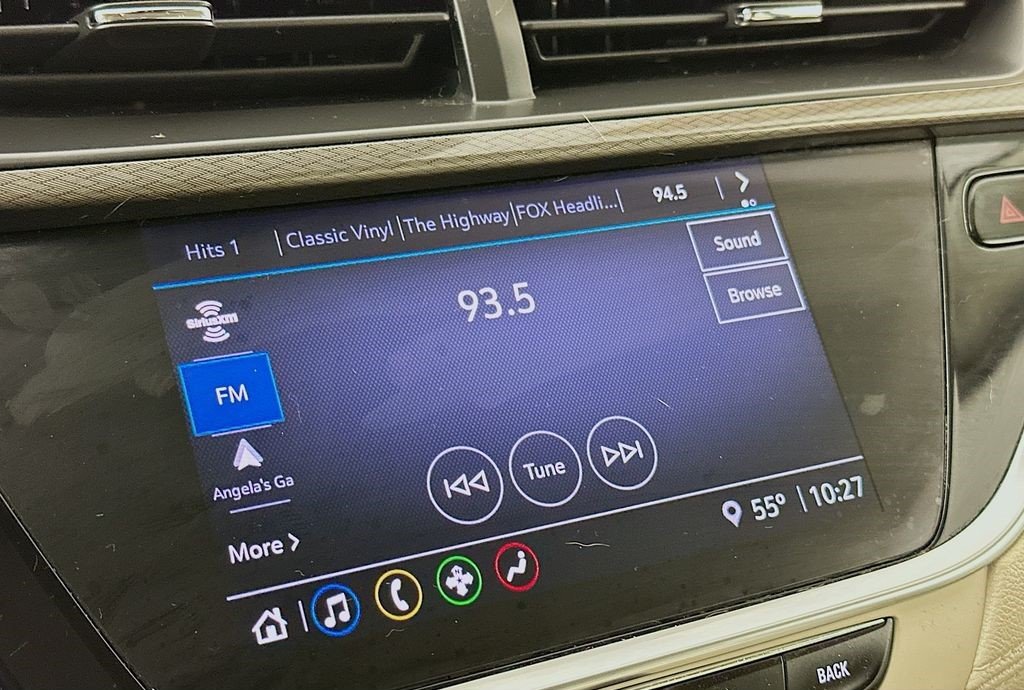 Hits 1 | Classic Vinyl | The Highway | FOX Headli... | 94.5 | >
Sound
Browse
93.5
SiriusXM
FM
Angela's Ga
Tune
More >
55° | 10:27
BACK